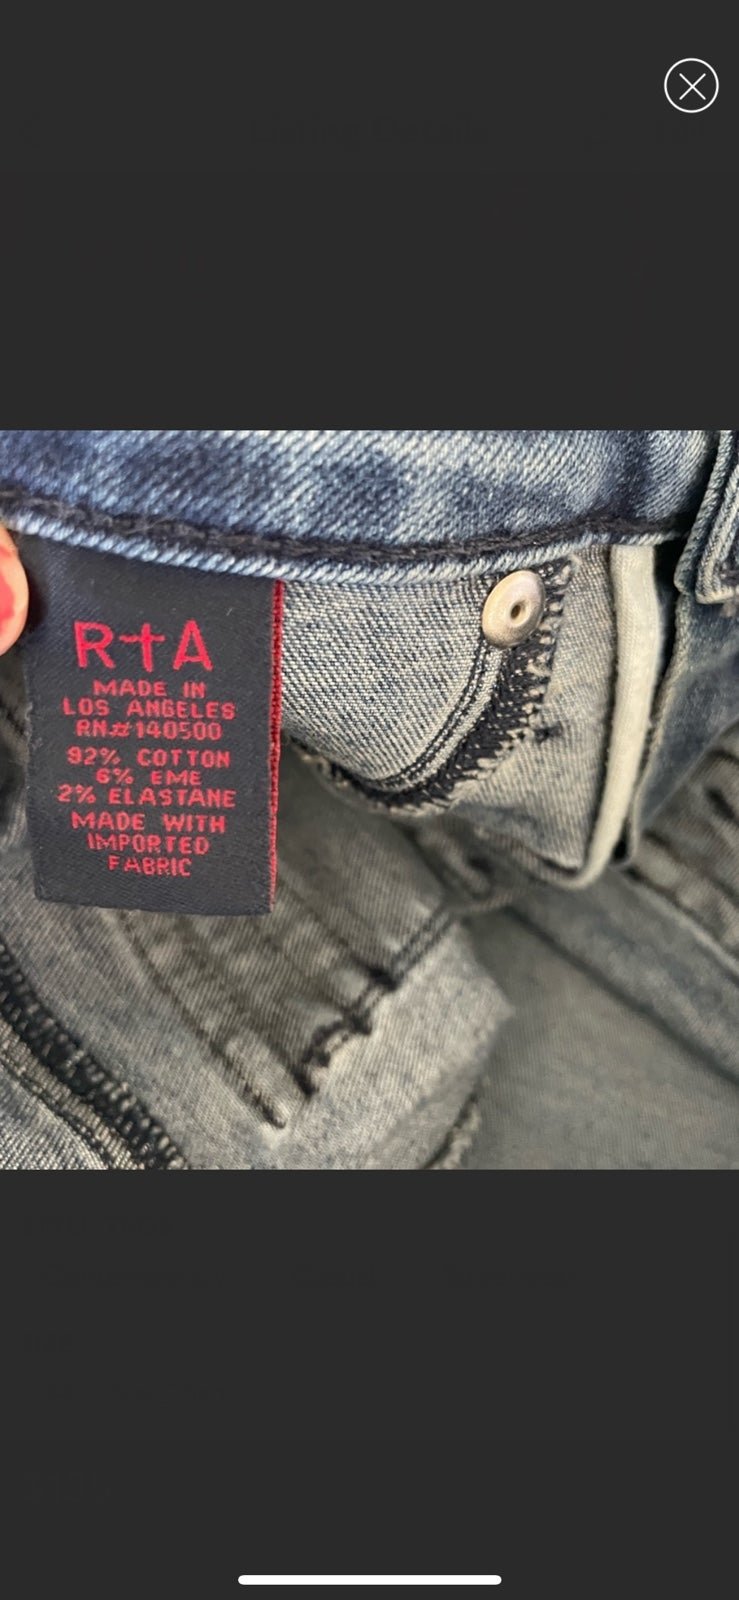 R†A
MADE IN
LOS ANGELES
RN#140500
92% COTTON
6% EME
2% ELASTANE
MADE WITH
IMPORTED
FABRIC